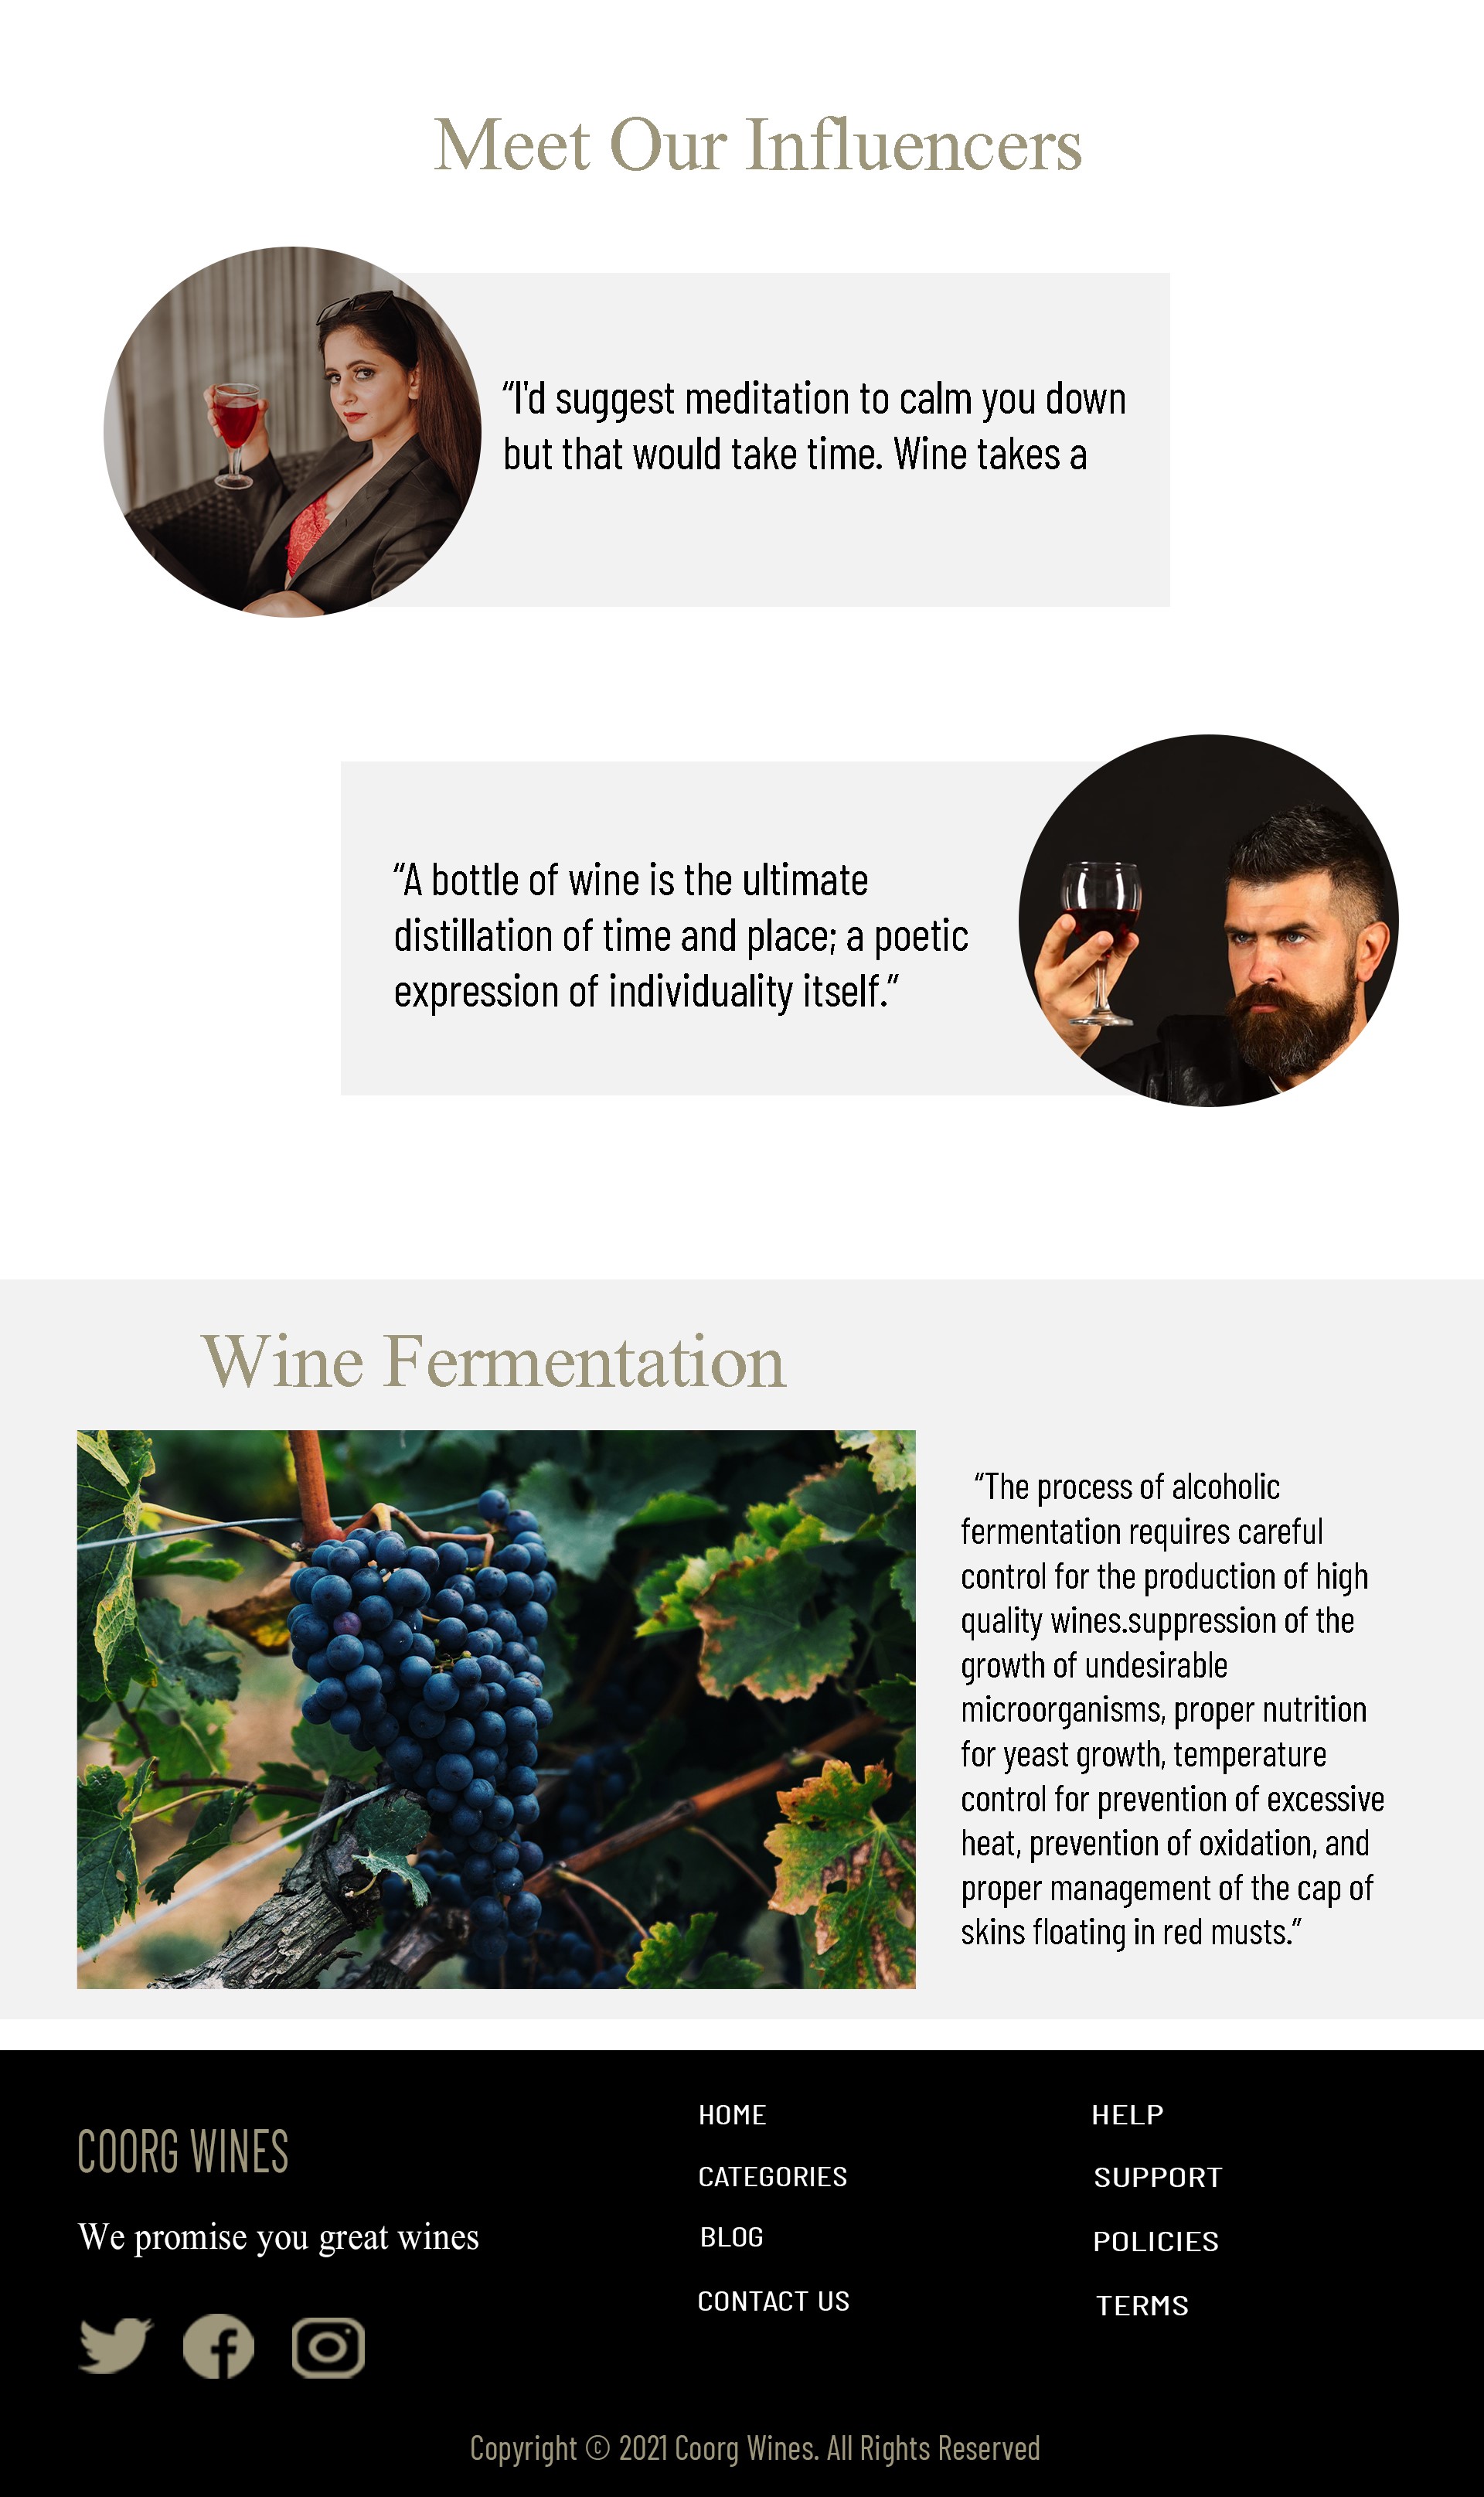 Meet Our Influencers
“I'd suggest meditation to calm you down
but that would take time. Wine takes a
“A bottle of wine is the ultimate
distillation of time and place; a poetic
expression of individuality itself.”
Wine Fermentation
“The process of alcoholic
fermentation requires careful
control for the production of high
quality wines.suppression of the
growth of undesirable
microorganisms, proper nutrition
for yeast growth, temperature
control for prevention of excessive
heat, prevention of oxidation, and
proper management of the cap of
skins floating in red musts.”
COORG WINES
We promise you great wines
HOME
CATEGORIES
BLOG
CONTACT US
HELP
SUPPORT
POLICIES
TERMS
Copyright © 2021 Coorg Wines. All Rights Reserved